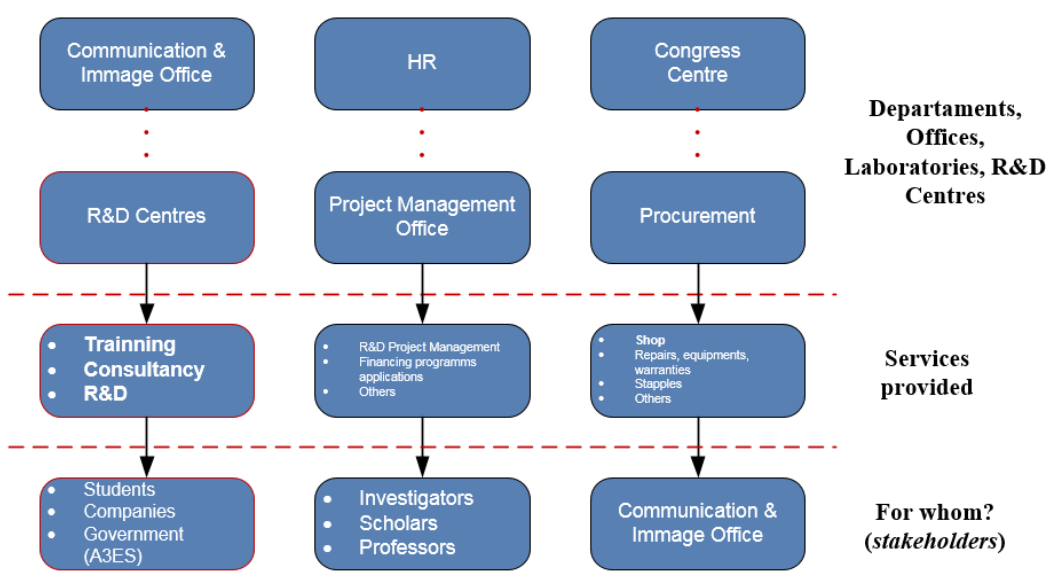 Communication &
Immage Office
HR
Congress
Centre
Departaments,
Offices,
Laboratories, R&D
Centres
R&D Centres
Project Management
Office
Procurement
• Trainning
• Consultancy
• R&D
• R&D Project Management
• Financing programms
applications
• Others
• Shop
• Repairs, equipments,
warranties
• Stapples
• Others
Services
provided
• Students
• Companies
• Government
(A3ES)
• Investigators
• Scholars
• Professors
Communication &
Immage Office
For whom?
(stakeholders)